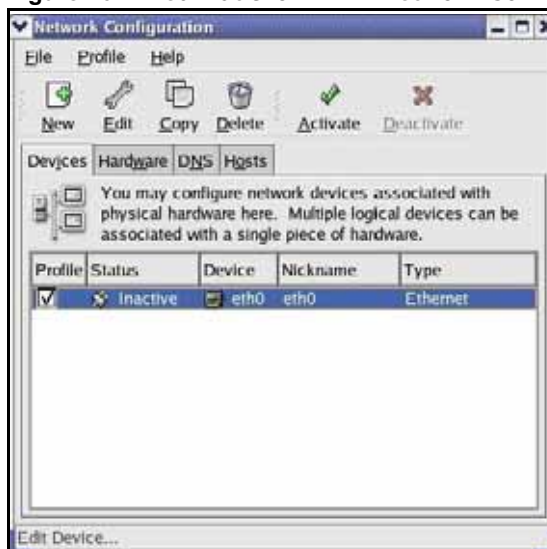 Network Configuration
File Profile Help
New Edit Copy Delete Activate Deactivate
Devices Hardware DNS Hosts
You may configure network devices associated with
physical hardware here. Multiple logical devices can be
associated with a single piece of hardware.
Profile Status Device Nickname Type
Inactive eth0 eth0 Ethernet
Edit Device...